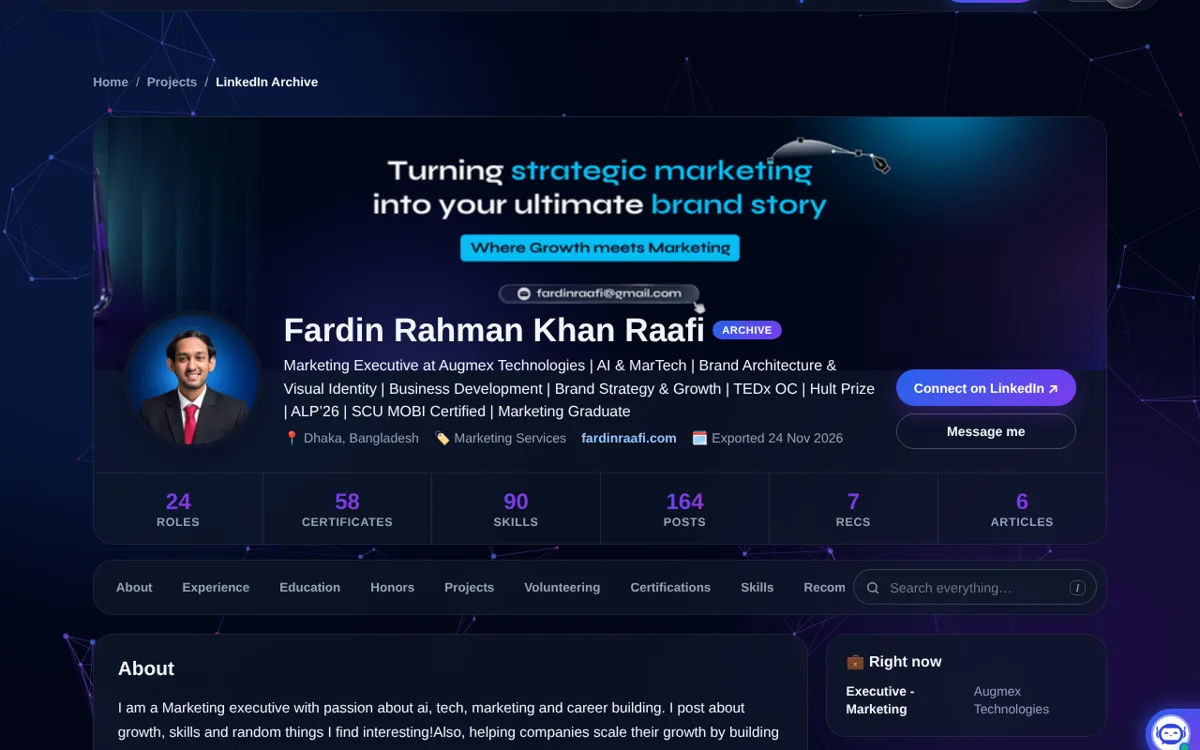 Home / Projects / LinkedIn Archive
Turning strategic marketing
into your ultimate brand story
Where Growth meets Marketing
fardinraafi@gmail.com
Fardin Rahman Khan Raafi ARCHIVE
Marketing Executive at Augmex Technologies | AI & MarTech | Brand Architecture &
Visual Identity | Business Development | Brand Strategy & Growth | TEDx OC | Hult Prize
| ALP’26 | SCU MOBI Certified | Marketing Graduate
Dhaka, Bangladesh Marketing Services fardinraafi.com Exported 24 Nov 2026
Connect on LinkedIn ↗
Message me
24 58 90 164 7 6
ROLES CERTIFICATES SKILLS POSTS RECS ARTICLES
About Experience Education Honors Projects Volunteering Certifications Skills Recom Search everything… /
About
I am a Marketing executive with passion about ai, tech, marketing and career building. I post about
growth, skills and random things I find interesting!Also, helping companies scale their growth by building
Right now
Executive - Augmex
Marketing Technologies